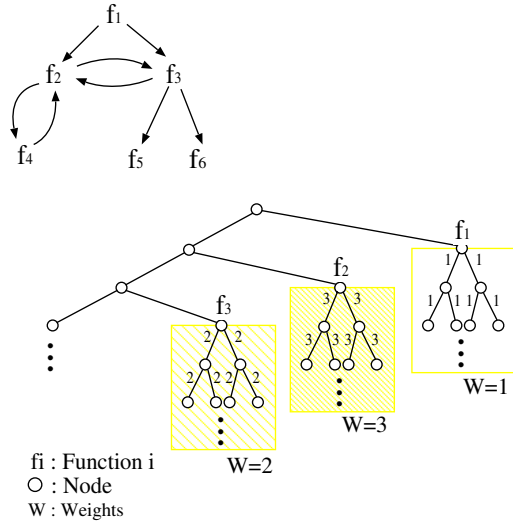 f1
f2
f3
f4
f5
f6
f1
1 1
1 1 1 1
f2
3 3
3 3 3 3
f3
2 2
2 2 2 2
W=1
W=3
W=2
fi : Function i
: Node
W : Weights